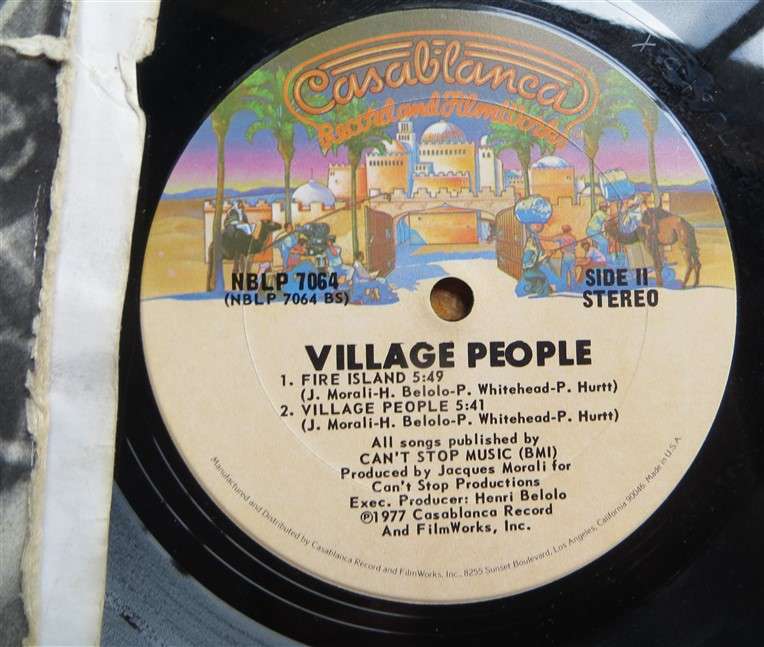 Casablanca
Record and FilmWorks
NBLP 7064
(NBLP 7064 BS)
SIDE II
STEREO
VILLAGE PEOPLE
1. FIRE ISLAND 5:49
(J. Morali-H. Belolo-P. Whitehead-P. Hurtt)
2. VILLAGE PEOPLE 5:41
(J. Morali-H. Belolo-P. Whitehead-P. Hurtt)
All songs published by
CAN'T STOP MUSIC (BMI)
Produced by Jacques Morali for
Can't Stop Productions
Exec. Producer: Henri Belolo
℗1977 Casablanca Record
And FilmWorks, Inc.
Manufactured and Distributed by Casablanca Record and FilmWorks, Inc., 8255 Sunset Boulevard, Los Angeles, California 90046. Made in U.S.A.